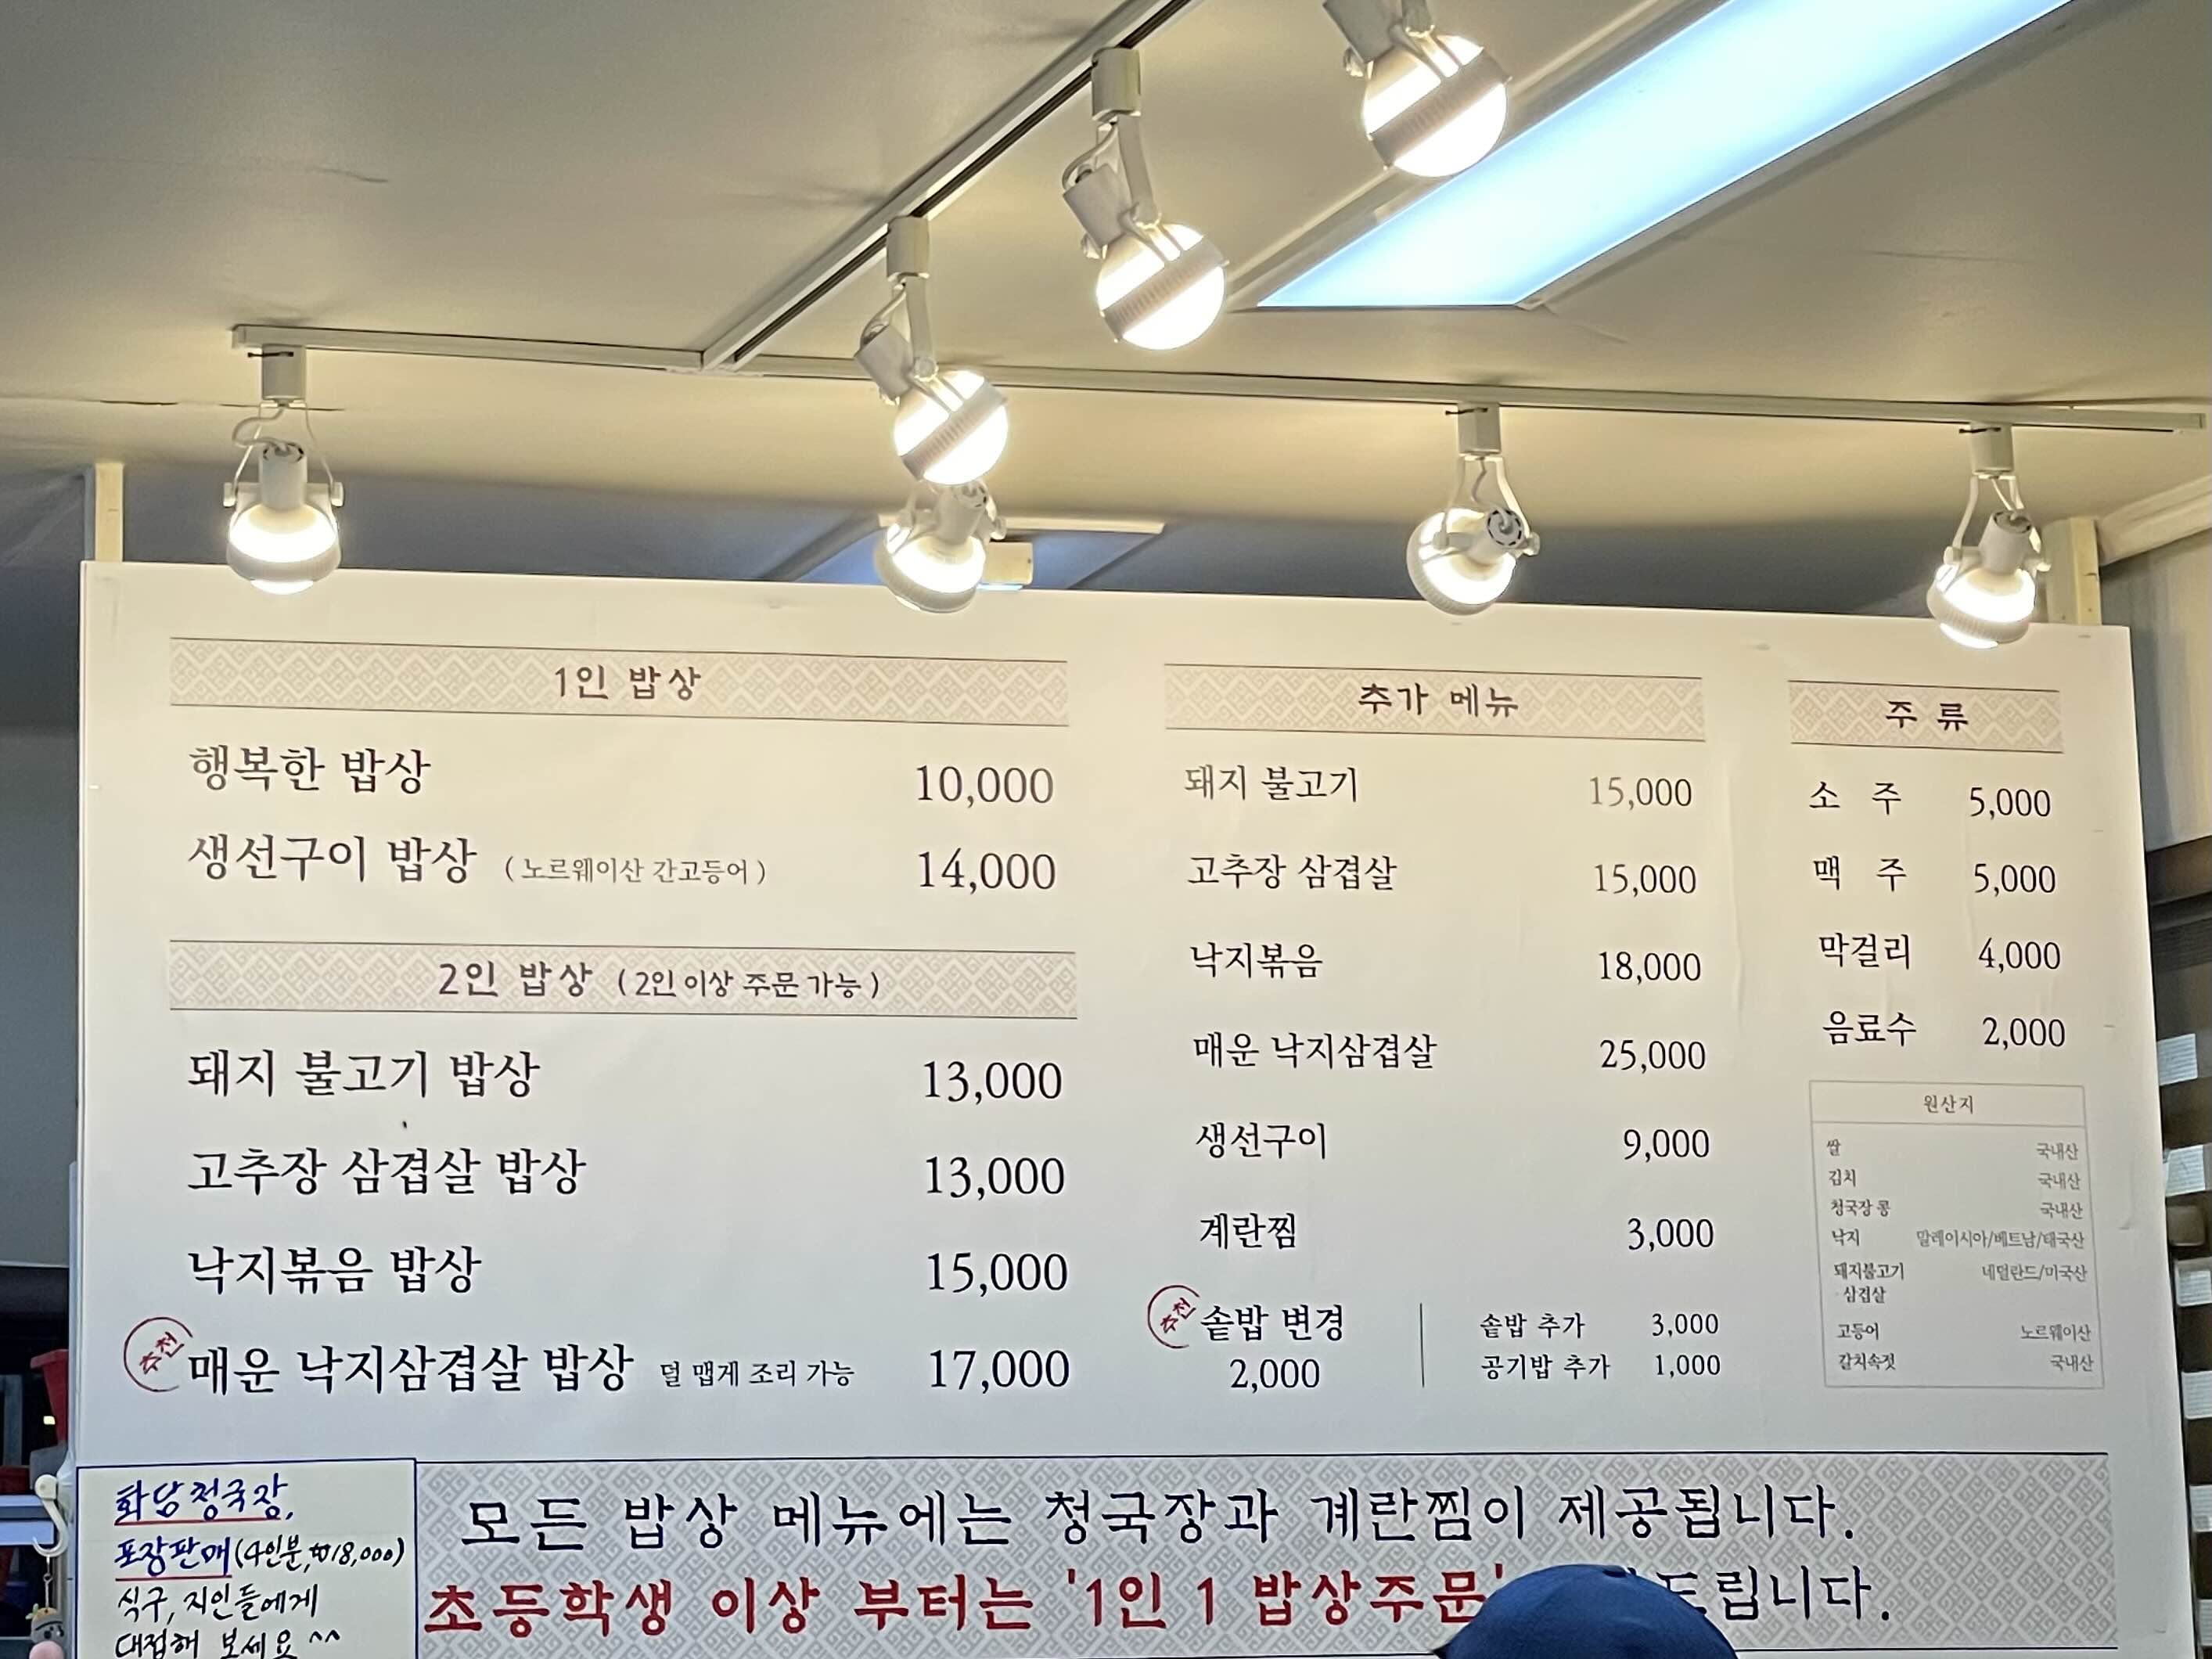 1인 밥상
행복한 밥상 10,000
생선구이 밥상 ( 노르웨이산 간고등어 ) 14,000
2인 밥상 ( 2인 이상 주문 가능 )
돼지 불고기 밥상 13,000
고추장 삼겹살 밥상 13,000
낙지볶음 밥상 15,000
추천 매운 낙지삼겹살 밥상 덜 맵게 조리 가능 17,000
추가 메뉴
돼지 불고기 15,000
고추장 삼겹살 15,000
낙지볶음 18,000
매운 낙지삼겹살 25,000
생선구이 9,000
계란찜 3,000
추천 솥밥 변경
2,000
솥밥 추가 3,000
공기밥 추가 1,000
주 류
소 주 5,000
맥 주 5,000
막걸리 4,000
음료수 2,000
원산지
쌀 국내산
김치 국내산
청국장 콩 국내산
낙지 말레이시아/베트남/태국산
돼지불고기 네덜란드/미국산
· 삼겹살
고등어 노르웨이산
갈치속젓 국내산
화담청국장,
포장판매(4인분,₩18,000)
식구, 지인들에게
대접해 보세요 ^^
모든 밥상 메뉴에는 청국장과 계란찜이 제공됩니다.
초등학생 이상 부터는 '1인 1 밥상주문' 드립니다.